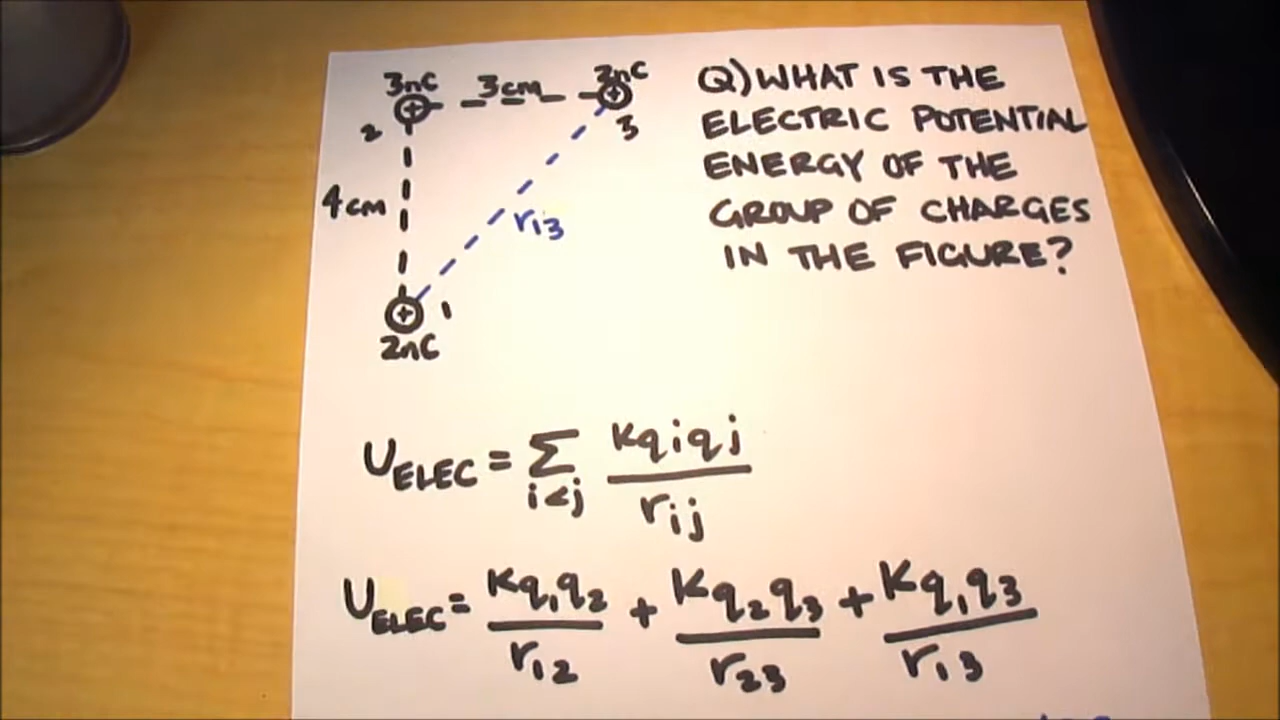 3nC
3cm
3nC
2
3
4cm
r13
1
2nC
Q) WHAT IS THE
ELECTRIC POTENTIAL
ENERGY OF THE
GROUP OF CHARGES
IN THE FIGURE?
UELEC = Σ i<j kqiqj / rij
UELEC = Kq1q2 / r12 + Kq2q3 / r23 + Kq1q3 / r13